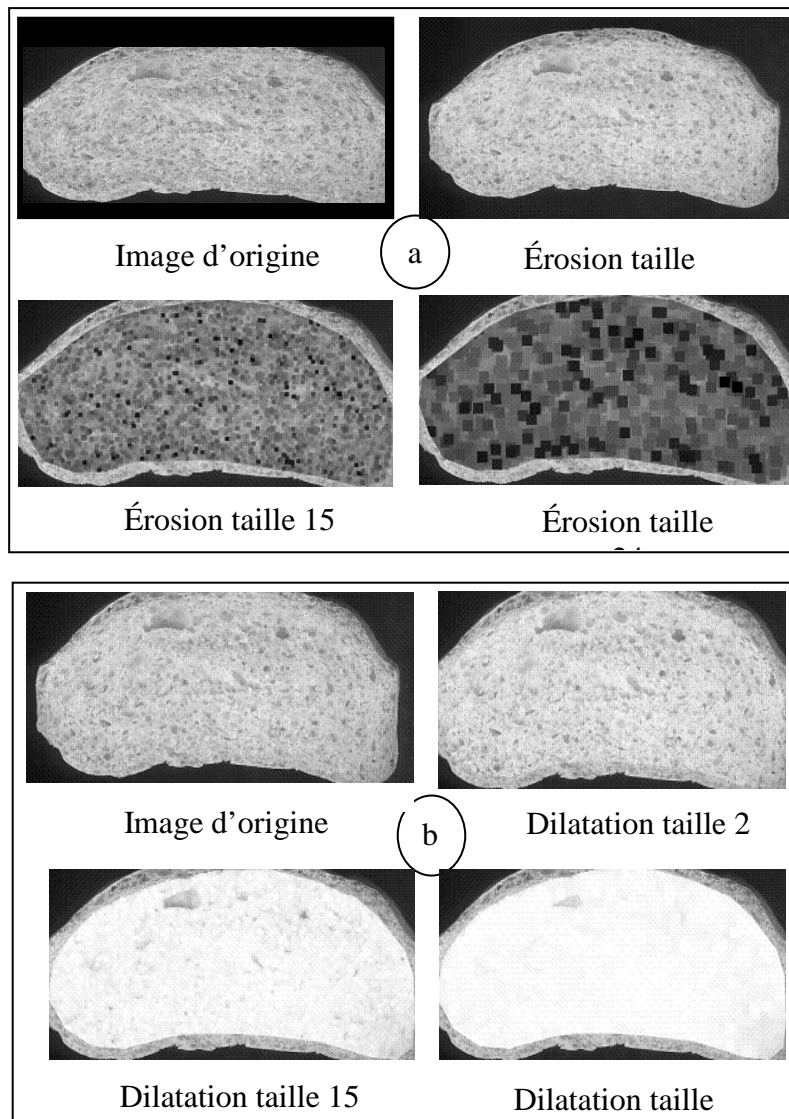 Image d'origine
a
Érosion taille
Érosion taille 15
Érosion taille
Image d'origine
b
Dilatation taille 2
Dilatation taille 15
Dilatation taille